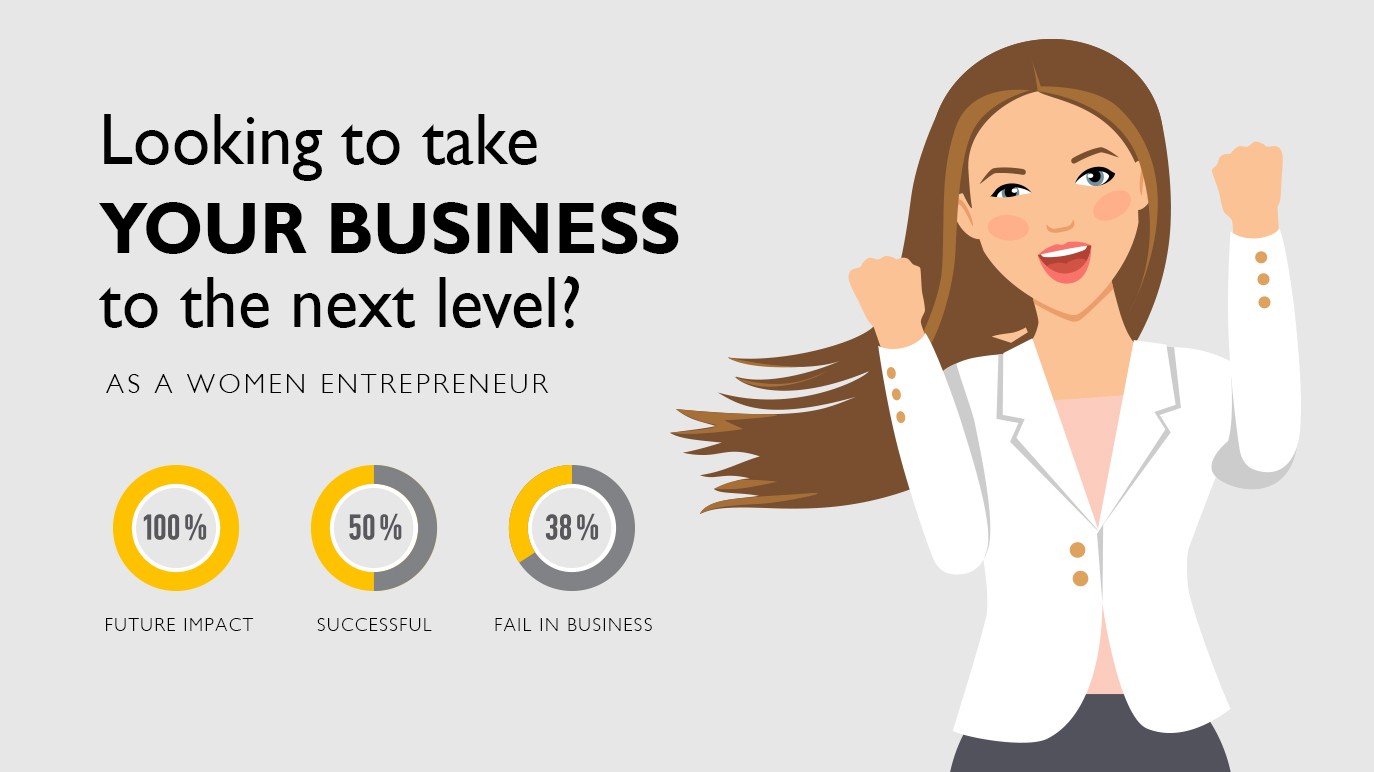 Looking to take
YOUR BUSINESS
to the next level?
AS A WOMEN ENTREPRENEUR
100 %
50 %
38 %
FUTURE IMPACT
SUCCESSFUL
FAIL IN BUSINESS